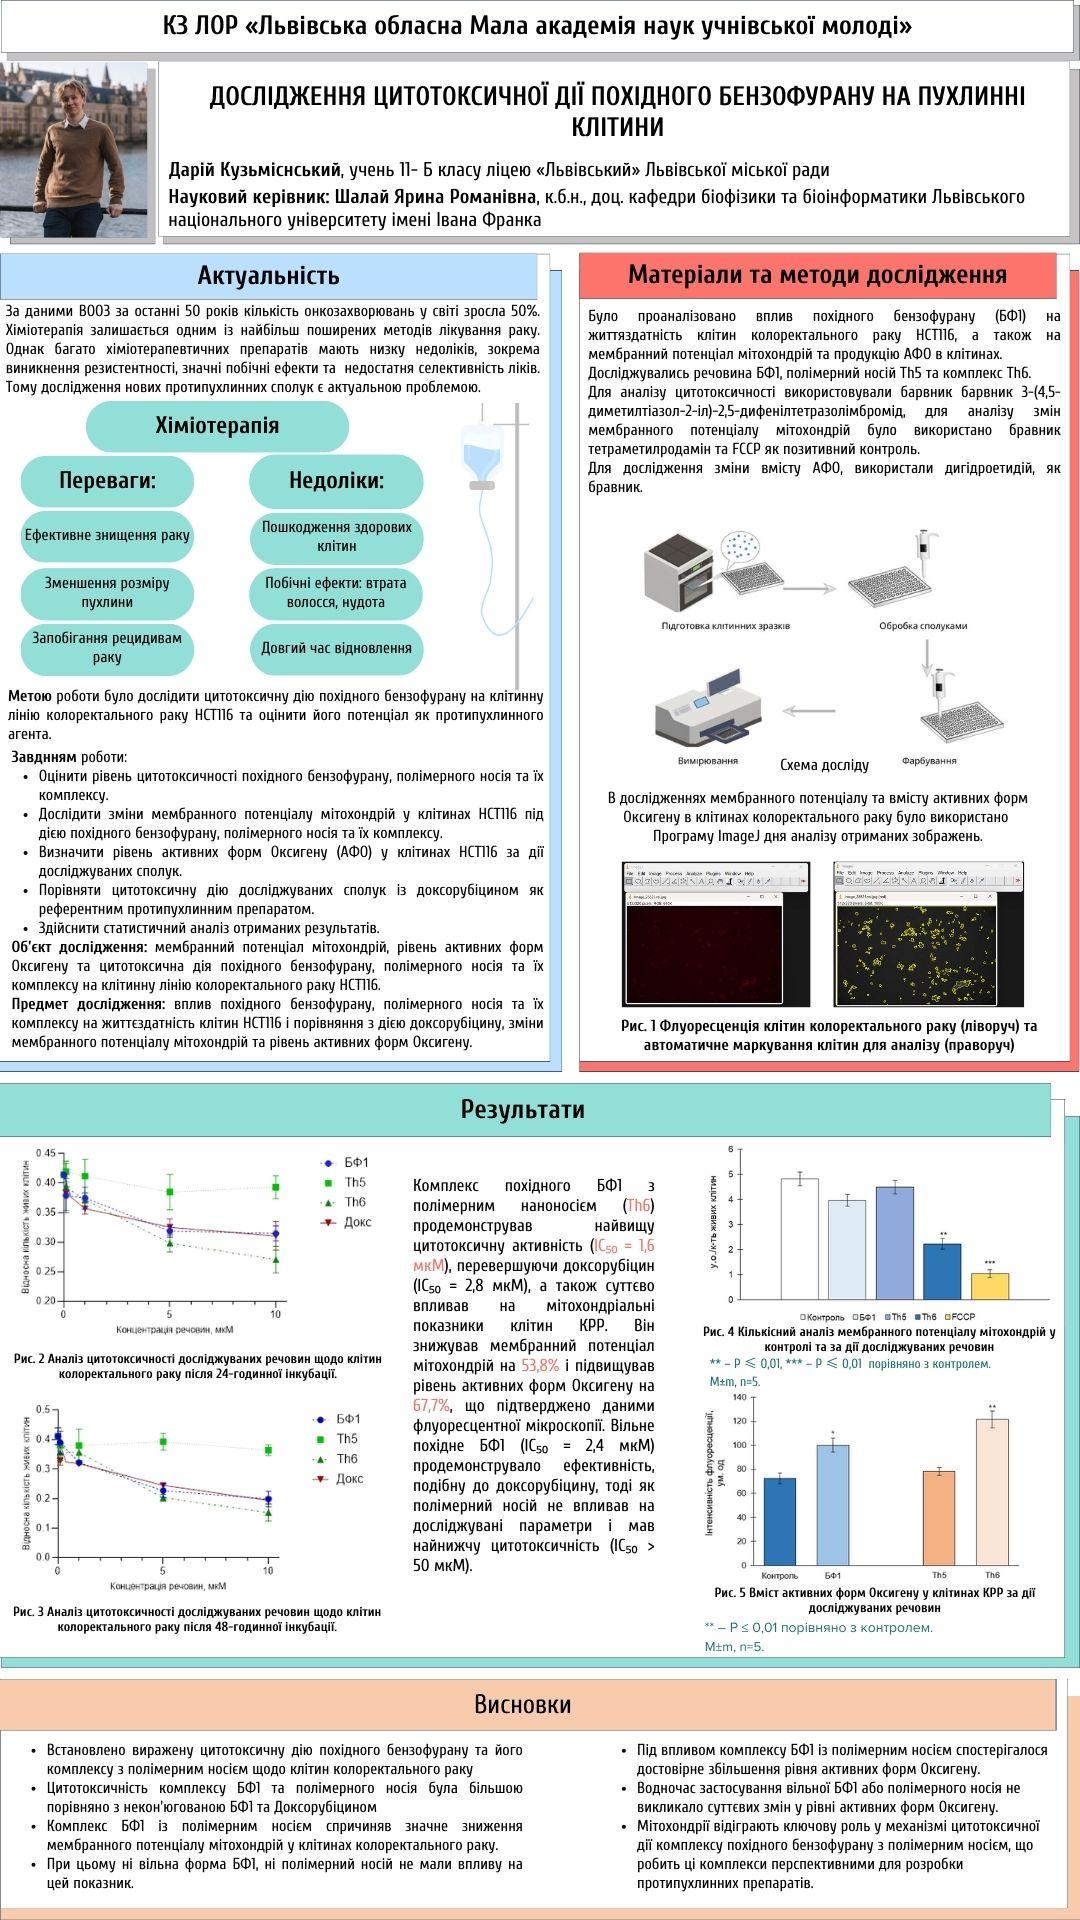 КЗ ЛОР «Львівська обласна Мала академія наук учнівської молоді»
ДОСЛІДЖЕННЯ ЦИТОТОКСИЧНОЇ ДІЇ ПОХІДНОГО БЕНЗОФУРАНУ НА ПУХЛИННІ
КЛІТИНИ
Дарій Кузьміснський, учень 11- Б класу ліцею «Львівський» Львівської міської ради
Науковий керівник: Шалай Ярина Романівна, к.б.н., доц. кафедри біофізики та біоінформатики Львівського
національного університету імені Івана Франка
Актуальність
За даними ВООЗ за останні 50 років кількість онкозахворювань у світі зросла 50%.
Хіміотерапія залишається одним із найбільш поширених методів лікування раку.
Однак багато хіміотерапевтичних препаратів мають низку недоліків, зокрема
виникнення резистентності, значні побічні ефекти та недостатня селективність ліків.
Тому дослідження нових протипухлинних сполук є актуальною проблемою.
Хіміотерапія
Переваги:
Недоліки:
Ефективне знищення раку
Пошкодження здорових
клітин
Зменшення розміру
пухлини
Побічні ефекти: втрата
волосся, нудота
Запобігання рецидивам
раку
Довгий час відновлення
Метою роботи було дослідити цитотоксичну дію похідного бензофурану на клітинну
лінію колоректального раку HCT116 та оцінити його потенціал як протипухлинного
агента.
Завднням роботи:
• Оцінити рівень цитотоксичності похідного бензофурану, полімерного носія та їх
комплексу.
• Дослідити зміни мембранного потенціалу мітохондрій у клітинах HCT116 під
дією похідного бензофурану, полімерного носія та їх комплексу.
• Визначити рівень активних форм Оксигену (АФО) у клітинах HCT116 за дії
досліджуваних сполук.
• Порівняти цитотоксичну дію досліджуваних сполук із доксорубіцином як
референтним протипухлинним препаратом.
• Здійснити статистичний аналіз отриманих результатів.
Об'єкт дослідження: мембранний потенціал мітохондрій, рівень активних форм
Оксигену та цитотоксична дія похідного бензофурану, полімерного носія та їх
комплексу на клітинну лінію колоректального раку HCT116.
Предмет дослідження: вплив похідного бензофурану, полімерного носія та їх
комплексу на життєздатність клітин HCT116 і порівняння з дією доксорубіцину, зміни
мембранного потенціалу мітохондрій та рівень активних форм Оксигену.
Матеріали та методи дослідження
Було проаналізовано вплив похідного бензофурану (БФ1) на
життяздатність клітин колоректального раку HCT116, а також на
мембранний потенціал мітохондрій та продукцію АФО в клітинах.
Досліджувались речовина БФ1, полімерний носій Th5 та комплекс Th6.
Для аналізу цитотоксичності використовували барвник барвник 3-(4,5-
диметилтіазол-2-іл)-2,5-дифенілтетразолімбромід, для аналізу змін
мембранного потенціалу мітохондрій було використано бравник
тетраметилродамін та FCCP як позитивний контроль.
Для дослідження зміни вмісту АФО, використали дигідроетидій, як
бравник.
Підготовка клітинних зразків
Обробка сполуками
Вимірювання
Схема досліду
Фарбування
В дослідженнях мембранного потенціалу та вмісту активних форм
Оксигену в клітинах колоректального раку було використано
Програму ImageJ дня аналізу отриманих зображень.
File Edit Image Process Analyze Plugins Window Help
File Edit Image Process Analyze Plugins Window Help
Рис. 1 Флуоресценція клітин колоректального раку (ліворуч) та
автоматичне маркування клітин для аналізу (праворуч)
Результати
Відносна кількість живих клітин
0.45
0.40
0.35
0.30
0.25
0.20
0
5
10
Концентрація речовин, мкМ
БФ1
Th5
Th6
Докс
Рис. 2 Аналіз цитотоксичності досліджуваних речовин щодо клітин
колоректального раку після 24-годинної інкубації.
Відносна кількість живих клітин
0.5
0.4
0.3
0.2
0.1
0.0
0
5
10
Концентрація речовин, мкМ
БФ1
Th5
Th6
Докс
Рис. 3 Аналіз цитотоксичності досліджуваних речовин щодо клітин
колоректального раку після 48-годинної інкубації.
Комплекс похідного БФ1 з
полімерним наноносієм (Th6)
продемонстрував найвищу
цитотоксичну активність (IC₅₀ = 1,6
мкМ), перевершуючи доксорубіцин
(IC₅₀ = 2,8 мкМ), а також суттєво
впливав на мітохондріальні
показники клітин КРР. Він
знижував мембранний потенціал
мітохондрій на 53,8% і підвищував
рівень активних форм Оксигену на
67,7%, що підтверджено даними
флуоресцентної мікроскопії. Вільне
похідне БФ1 (IC₅₀ = 2,4 мкМ)
продемонструвало ефективність,
подібну до доксорубіцину, тоді як
полімерний носій не впливав на
досліджувані параметри і мав
найнижчу цитотоксичність (IC₅₀ >
50 мкМ).
у.о./к-ть живих клітин
6
5
4
3
2
1
0
**
***
Контроль БФ1 Th5 Th6 FCCP
Рис. 4 Кількісний аналіз мембранного потенціалу мітохондрій у
контролі та за дії досліджуваних речовин
** – P ⩽ 0,01, *** – P ⩽ 0,01 порівняно з контролем.
M±m, n=5.
Інтенсивність флуоресценції,
ум. од
140
120
100
80
60
40
20
0
*
**
Контроль
БФ1
Th5
Th6
Рис. 5 Вміст активних форм Оксигену у клітинах КРР за дії
досліджуваних речовин
** – P ≤ 0,01 порівняно з контролем.
M±m, n=5.
Висновки
• Встановлено виражену цитотоксичну дію похідного бензофурану та його
комплексу з полімерним носієм щодо клітин колоректального раку
• Цитотоксичність комплексу БФ1 та полімерного носія була більшою
порівняно з некон'югованою БФ1 та Доксорубіцином
• Комплекс БФ1 із полімерним носієм спричиняв значне зниження
мембранного потенціалу мітохондрій у клітинах колоректального раку.
• При цьому ні вільна форма БФ1, ні полімерний носій не мали впливу на
цей показник.
• Під впливом комплексу БФ1 із полімерним носієм спостерігалося
достовірне збільшення рівня активних форм Оксигену.
• Водночас застосування вільної БФ1 або полімерного носія не
викликало суттєвих змін у рівні активних форм Оксигену.
• Мітохондрії відіграють ключову роль у механізмі цитотоксичної
дії комплексу похідного бензофурану з полімерним носієм, що
робить ці комплекси перспективними для розробки
протипухлинних препаратів.